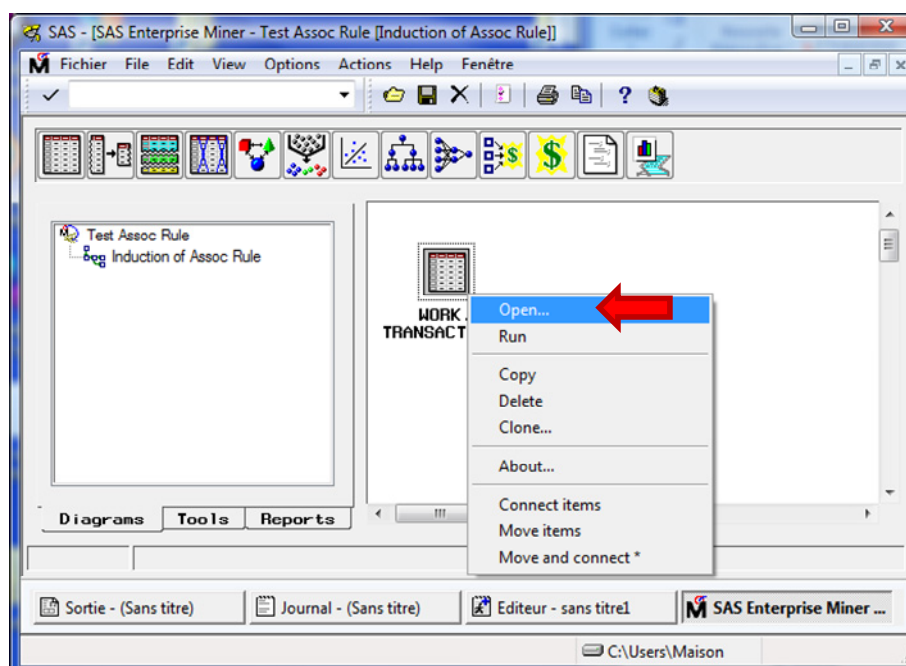 SAS - [SAS Enterprise Miner - Test Assoc Rule [Induction of Assoc Rule]]
Fichier File Edit View Options Actions Help Fenêtre
Test Assoc Rule
Induction of Assoc Rule
WORK.
TRANSACT
Open...
Run
Copy
Delete
Clone...
About...
Connect items
Move items
Move and connect *
Diagrams Tools Reports
Sortie - (Sans titre) Journal - (Sans titre) Editeur - sans titre1 SAS Enterprise Miner ...
C:\Users\Maison